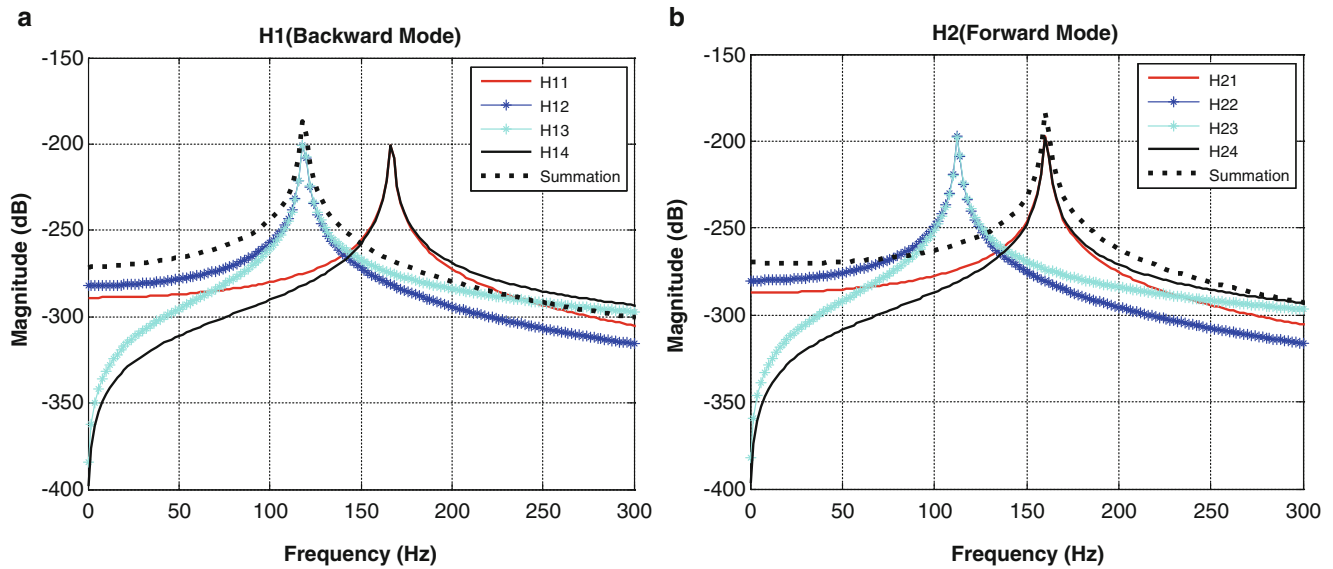 a
H1(Backward Mode)
-150
-200
-250
-300
-350
-400
Magnitude (dB)
0 50 100 150 200 250 300
Frequency (Hz)
H11
H12
H13
H14
Summation
b
H2(Forward Mode)
-150
-200
-250
-300
-350
-400
Magnitude (dB)
0 50 100 150 200 250 300
Frequency (Hz)
H21
H22
H23
H24
Summation